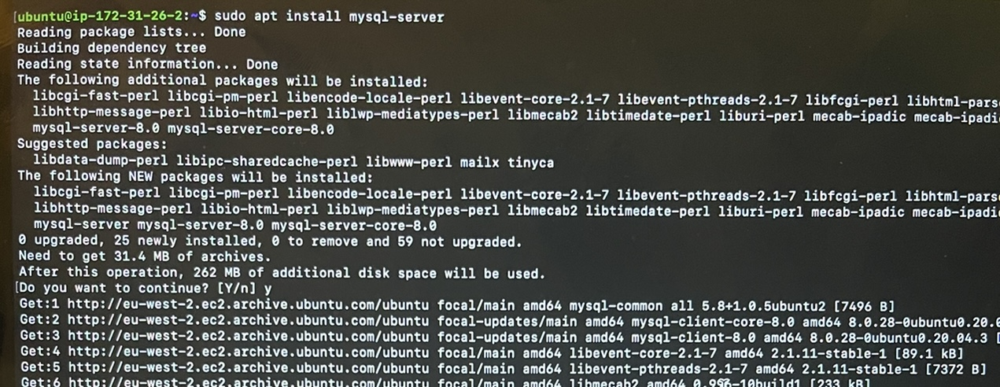 [ubuntu@ip-172-31-26-2:~$ sudo apt install mysql-server
Reading package lists... Done
Building dependency tree
Reading state information... Done
The following additional packages will be installed:
libcgi-fast-perl libcgi-pm-perl libencode-locale-perl libevent-core-2.1-7 libevent-pthreads-2.1-7 libfcgi-perl libhtml-pars
libhttp-message-perl libio-html-perl liblwp-mediatypes-perl libmecab2 libtimedate-perl liburi-perl mecab-ipadic mecab-ipadi
mysql-server-8.0 mysql-server-core-8.0
Suggested packages:
libdata-dump-perl libipc-sharedcache-perl libwww-perl mailx tinyca
The following NEW packages will be installed:
libcgi-fast-perl libcgi-pm-perl libencode-locale-perl libevent-core-2.1-7 libevent-pthreads-2.1-7 libfcgi-perl libhtml-pars
libhttp-message-perl libio-html-perl liblwp-mediatypes-perl libmecab2 libtimedate-perl liburi-perl mecab-ipadic mecab-ipadi
mysql-server mysql-server-8.0 mysql-server-core-8.0
0 upgraded, 25 newly installed, 0 to remove and 59 not upgraded.
Need to get 31.4 MB of archives.
After this operation, 262 MB of additional disk space will be used.
[Do you want to continue? [Y/n] y
Get:1 http://eu-west-2.ec2.archive.ubuntu.com/ubuntu focal/main amd64 mysql-common all 5.8+1.0.5ubuntu2 [7496 B]
Get:2 http://eu-west-2.ec2.archive.ubuntu.com/ubuntu focal-updates/main amd64 mysql-client-core-8.0 amd64 8.0.28-0ubuntu0.20.0
Get:3 http://eu-west-2.ec2.archive.ubuntu.com/ubuntu focal-updates/main amd64 mysql-client-8.0 amd64 8.0.28-0ubuntu0.20.04.3 [
Get:4 http://eu-west-2.ec2.archive.ubuntu.com/ubuntu focal/main amd64 libevent-core-2.1-7 amd64 2.1.11-stable-1 [89.1 kB]
Get:5 http://eu-west-2.ec2.archive.ubuntu.com/ubuntu focal/main amd64 libevent-pthreads-2.1-7 amd64 2.1.11-stable-1 [7372 B]
Get:6 http://eu-west-2.ec2.archive.ubuntu.com/ubuntu focal/main amd64 libmecab2 amd64 0.996-10build1 [233 kB]